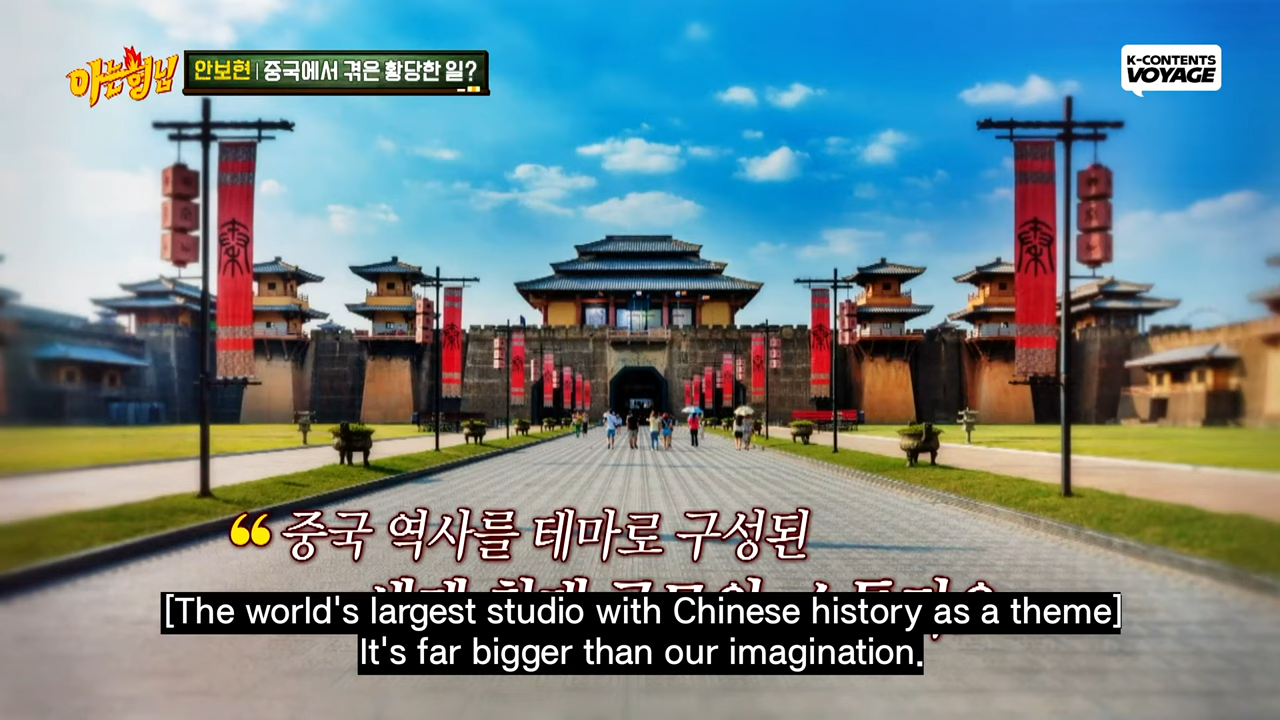 아는형님
안보현 | 중국에서 겪은 황당한 일?
K-CONTENTS
VOYAGE
“ 중국 역사를 테마로 구성된
[The world's largest studio with Chinese history as a theme]
It's far bigger than our imagination.